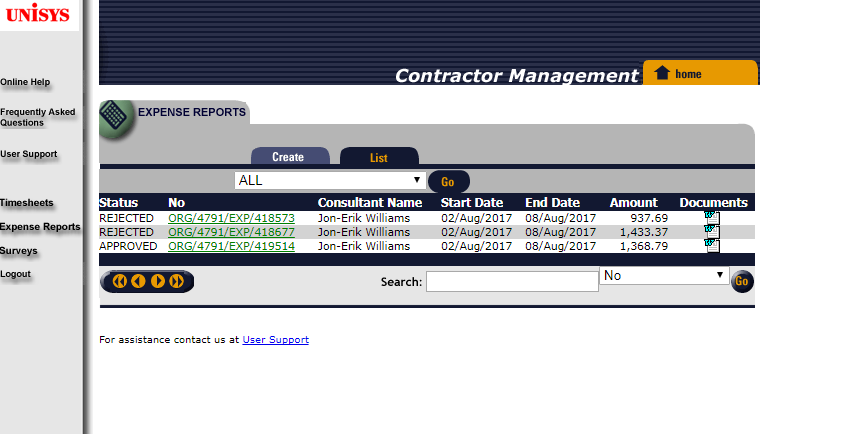 UNISYS
Online Help
Frequently Asked
Questions
User Support
Timesheets
Expense Reports
Surveys
Logout
Contractor Management home
EXPENSE REPORTS
Create List
ALL Go
Status No Consultant Name Start Date End Date Amount Documents
REJECTED ORG/4791/EXP/418573 Jon-Erik Williams 02/Aug/2017 08/Aug/2017 937.69
REJECTED ORG/4791/EXP/418677 Jon-Erik Williams 02/Aug/2017 08/Aug/2017 1,433.37
APPROVED ORG/4791/EXP/419514 Jon-Erik Williams 02/Aug/2017 08/Aug/2017 1,368.79
Search: No Go
For assistance contact us at User Support